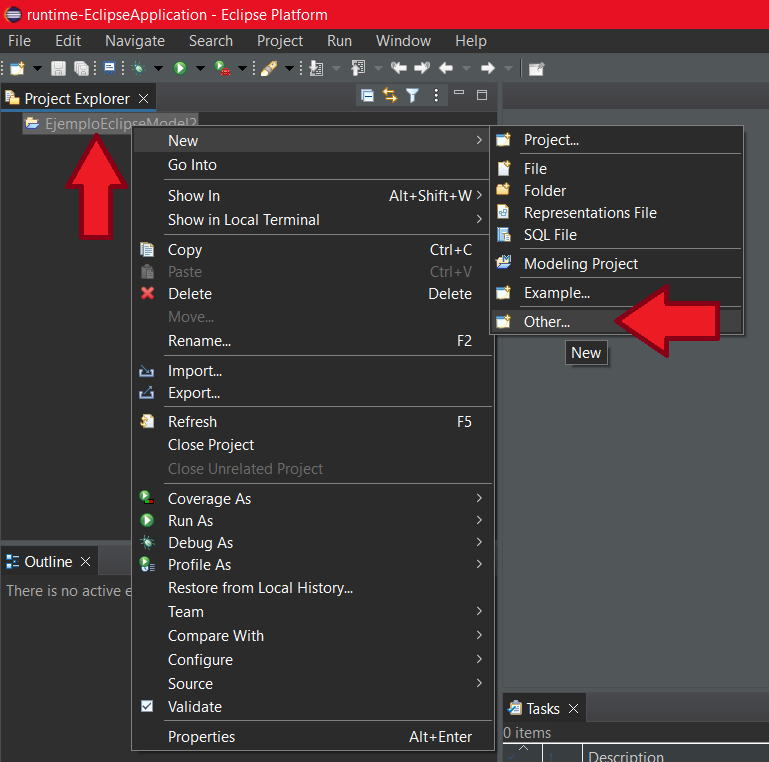 runtime-EclipseApplication - Eclipse Platform
File Edit Navigate Search Project Run Window Help
Project Explorer
EjemploEclipseModel2
New
Go Into
Show In Alt+Shift+W
Show in Local Terminal
Copy Ctrl+C
Paste Ctrl+V
Delete Delete
Move...
Rename... F2
Import...
Export...
Refresh F5
Close Project
Close Unrelated Project
Coverage As
Run As
Debug As
Profile As
Restore from Local History...
Team
Compare With
Configure
Source
Validate
Properties Alt+Enter
Project...
File
Folder
Representations File
SQL File
Modeling Project
Example...
Other...
New
Outline
There is no active
Tasks
0 items
Description